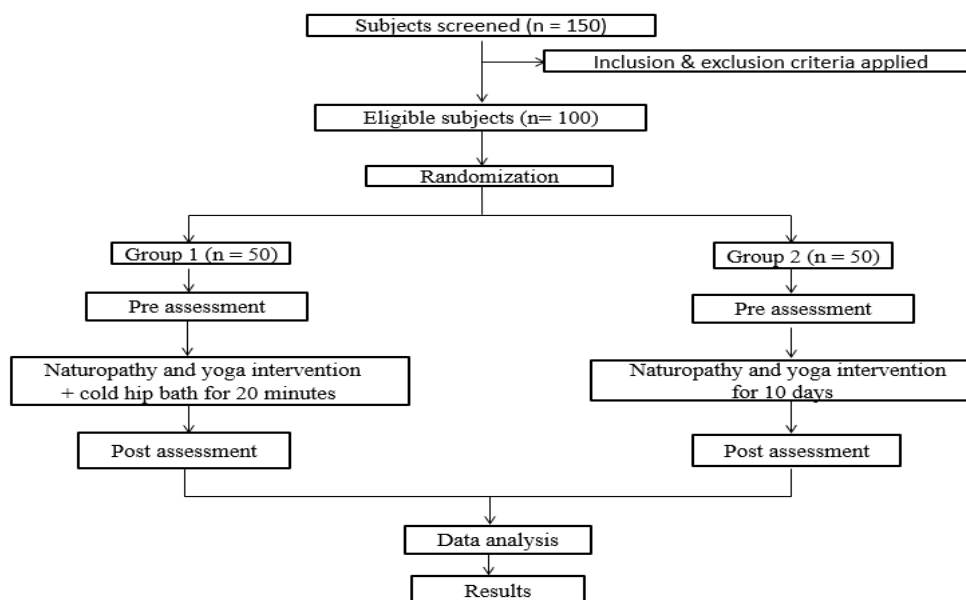 Subjects screened (n = 150)
Inclusion & exclusion criteria applied
Eligible subjects (n= 100)
Randomization
Group 1 (n = 50)
Group 2 (n = 50)
Pre assessment
Pre assessment
Naturopathy and yoga intervention
+ cold hip bath for 20 minutes
Naturopathy and yoga intervention
for 10 days
Post assessment
Post assessment
Data analysis
Results